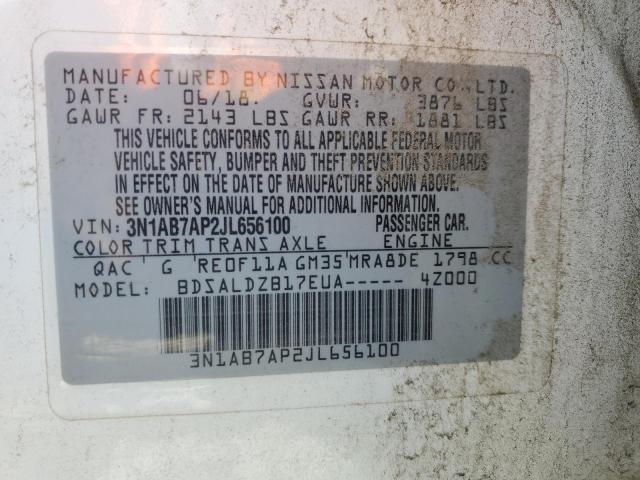 MANUFACTURED BY NISSAN MOTOR CO., LTD.
DATE: 06/18. GVWR: 3876 LBS
GAWR FR: 2143 LBS GAWR RR: 1881 LBS
THIS VEHICLE CONFORMS TO ALL APPLICABLE FEDERAL MOTOR
VEHICLE SAFETY, BUMPER AND THEFT PREVENTION STANDARDS
IN EFFECT ON THE DATE OF MANUFACTURE SHOWN ABOVE.
SEE OWNER'S MANUAL FOR ADDITIONAL INFORMATION.
VIN: 3N1AB7AP2JL656100 PASSENGER CAR.
COLOR TRIM TRANS AXLE ENGINE
QAC G RE0F11A GM35 MRA8DE 1798 CC
MODEL: BDSALDZB17EUA----- 4Z000
3N1AB7AP2JL656100